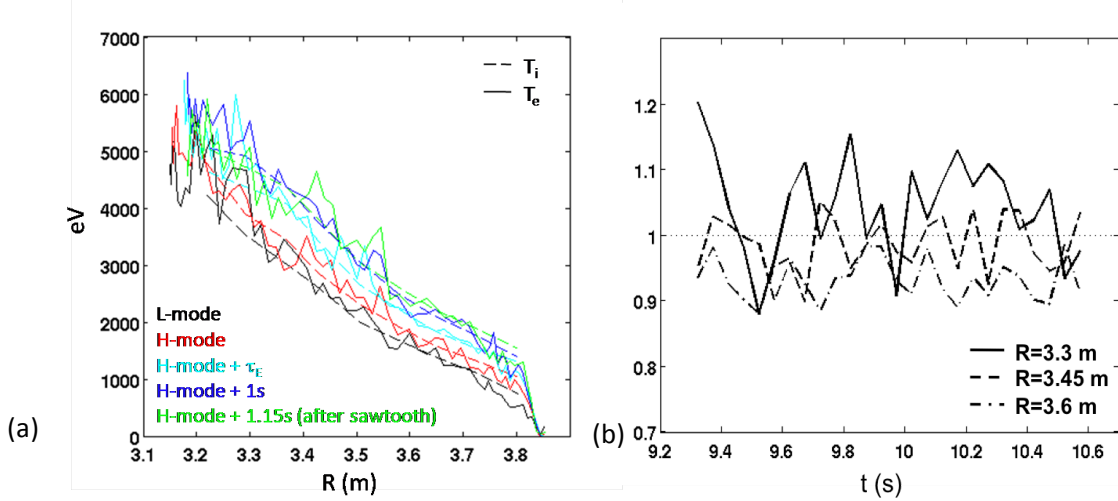 7000
6000
5000
4000
3000
2000
1000
0
eV
T_i
T_e
L-mode
H-mode
H-mode + τ_E
H-mode + 1s
H-mode + 1.15s (after sawtooth)
3.1 3.2 3.3 3.4 3.5 3.6 3.7 3.8
R (m)
(a)
1.2
1.1
1
0.9
0.8
0.7
R=3.3 m
R=3.45 m
R=3.6 m
9.2 9.4 9.6 9.8 10 10.2 10.4 10.6
t (s)
(b)